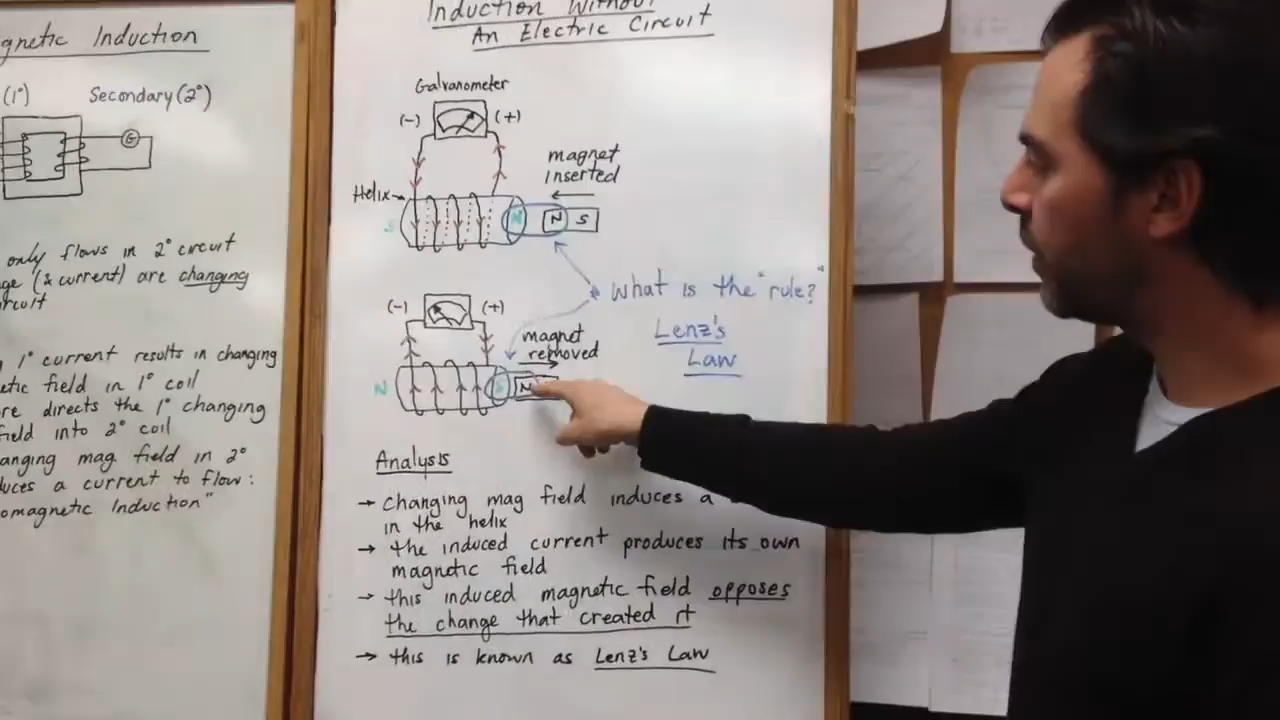 gnetic Induction
(1°) Secondary (2°)
G
only flows in 2° circuit
ge (& current) are changing
rcuit
1° current results in changing
etic field in 1° coil
re directs the 1° changing
field into 2° coil
anging mag field in 2°
duces a current to flow:
omagnetic Induction"
Induction Without
An Electric Circuit
Galvanometer
(-) (+)
magnet
inserted
Helix
S N N S
What is the "rule?"
Lenz's
Law
(-) (+)
magnet
removed
N S N
Analysis
→ Changing mag field induces a
in the helix
→ the induced current produces its own
magnetic field
→ this induced magnetic field opposes
the change that created it
→ this is known as Lenz's Law